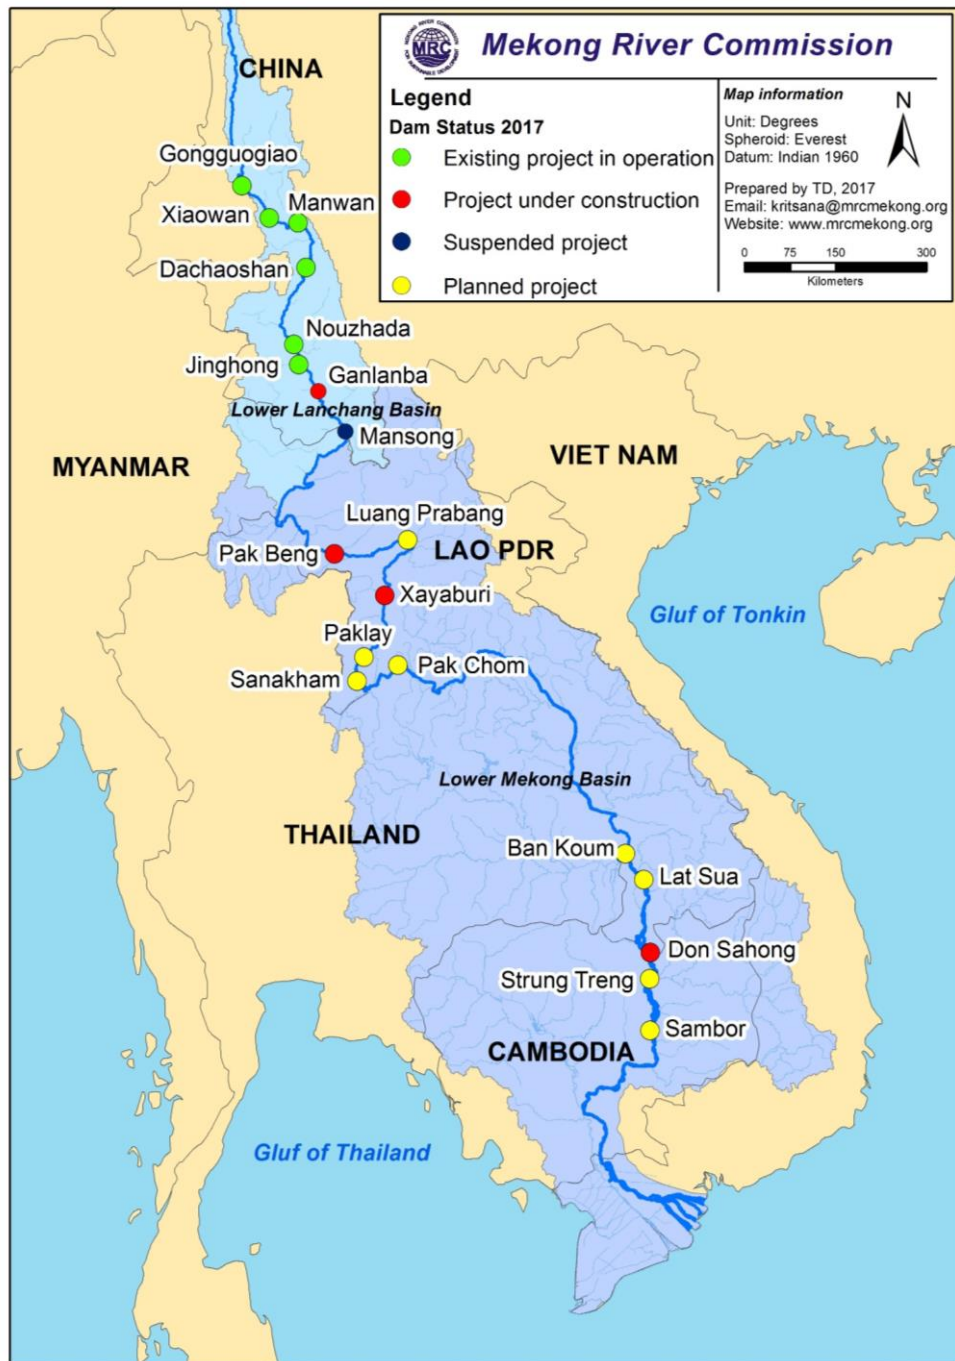 MRC
Mekong River Commission
Legend
Dam Status 2017
Existing project in operation
Project under construction
Suspended project
Planned project
Map information
N
Unit: Degrees
Spheroid: Everest
Datum: Indian 1960
Prepared by TD, 2017
Email: kritsana@mrcmekong.org
Website: www.mrcmekong.org
0 75 150 300
Kilometers
CHINA
Gongguogiao
Xiaowan
Manwan
Dachaoshan
Nouzhada
Jinghong
Ganlanba
Lower Lanchang Basin
Mansong
MYANMAR
VIET NAM
Luang Prabang
Pak Beng
LAO PDR
Xayaburi
Gluf of Tonkin
Paklay
Pak Chom
Sanakham
Lower Mekong Basin
THAILAND
Ban Koum
Lat Sua
Don Sahong
Strung Treng
Sambor
CAMBODIA
Gluf of Thailand